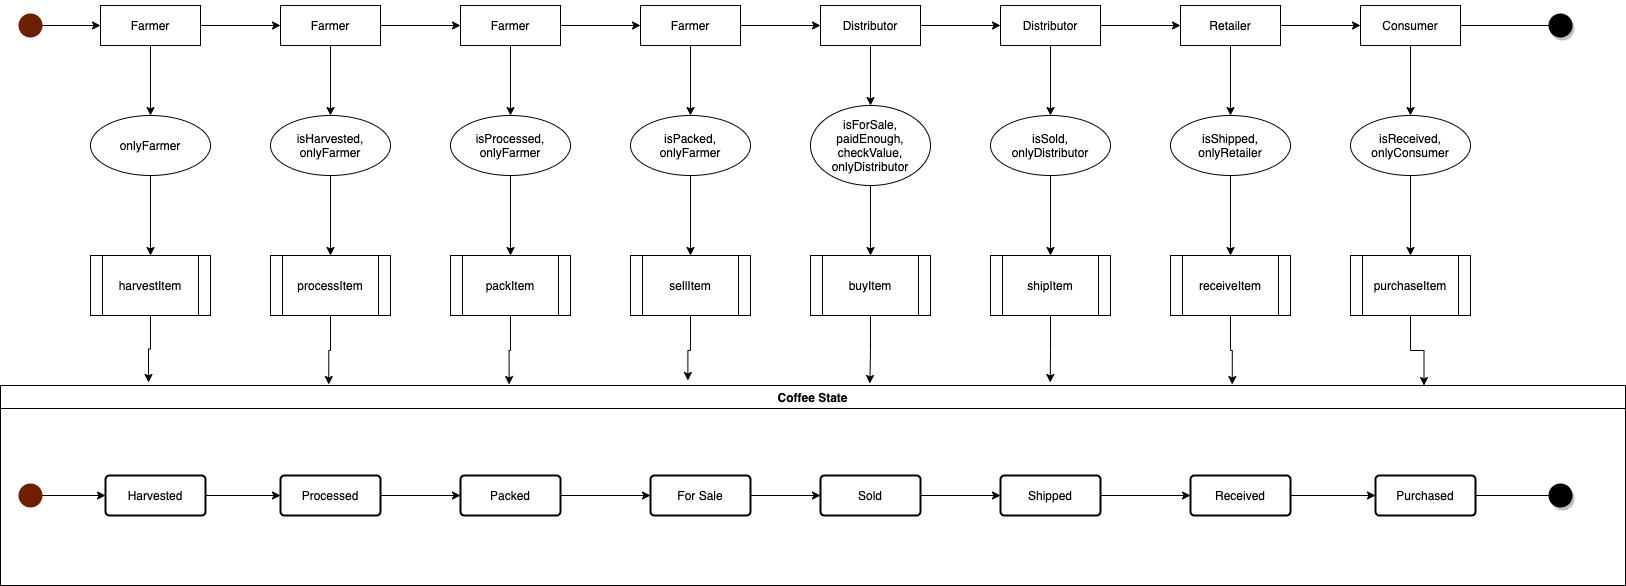 Farmer
Farmer
Farmer
Farmer
Distributor
Distributor
Retailer
Consumer
onlyFarmer
isHarvested,
onlyFarmer
isProcessed,
onlyFarmer
isPacked,
onlyFarmer
isForSale,
paidEnough,
checkValue,
onlyDistributor
isSold,
onlyDistributor
isShipped,
onlyRetailer
isReceived,
onlyConsumer
harvestItem
processItem
packItem
sellItem
buyItem
shipItem
receiveItem
purchaseItem
Coffee State
Harvested
Processed
Packed
For Sale
Sold
Shipped
Received
Purchased